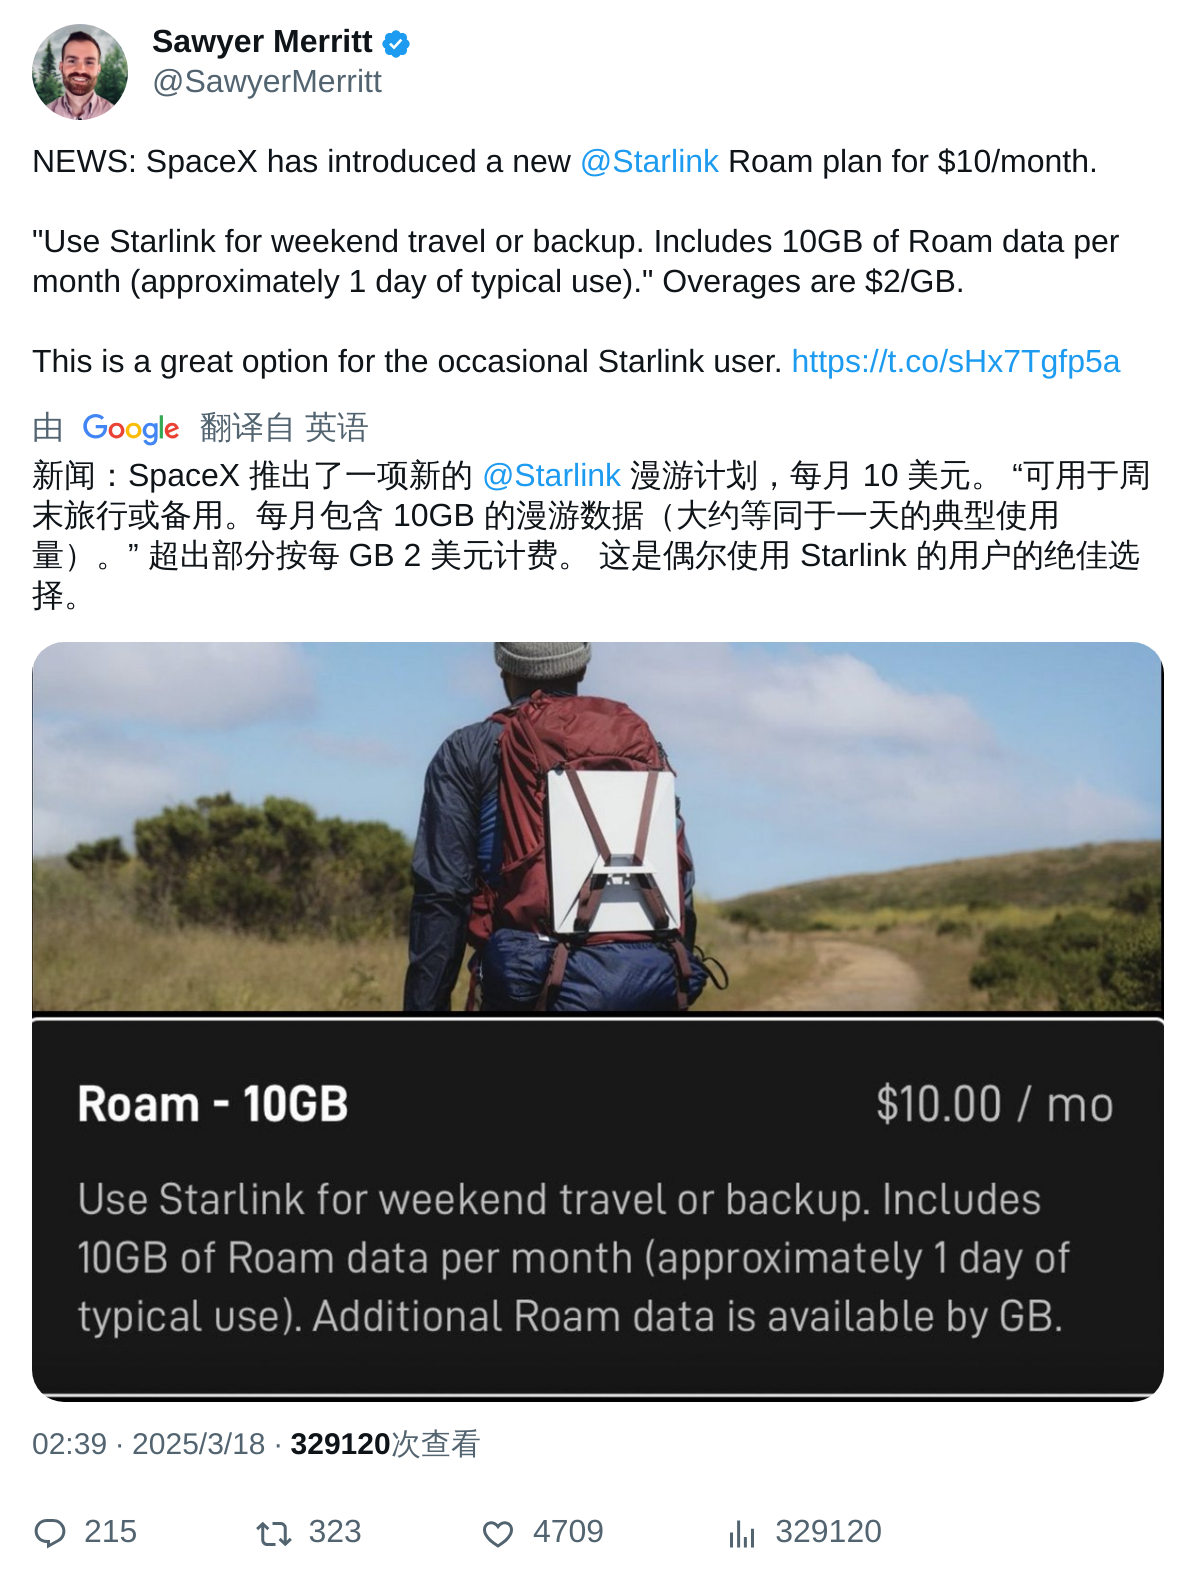 Sawyer Merritt
@SawyerMerritt
NEWS: SpaceX has introduced a new @Starlink Roam plan for $10/month.
"Use Starlink for weekend travel or backup. Includes 10GB of Roam data per
month (approximately 1 day of typical use)." Overages are $2/GB.
This is a great option for the occasional Starlink user. https://t.co/sHx7Tgfp5a
由 Google 翻译自 英语
新闻：SpaceX 推出了一项新的 @Starlink 漫游计划，每月 10 美元。 “可用于周
末旅行或备用。每月包含 10GB 的漫游数据（大约等同于一天的典型使用
量）。” 超出部分按每 GB 2 美元计费。 这是偶尔使用 Starlink 的用户的绝佳选
择。
Roam - 10GB $10.00 / mo
Use Starlink for weekend travel or backup. Includes
10GB of Roam data per month (approximately 1 day of
typical use). Additional Roam data is available by GB.
02:39 · 2025/3/18 · 329120次查看
215 323 4709 329120